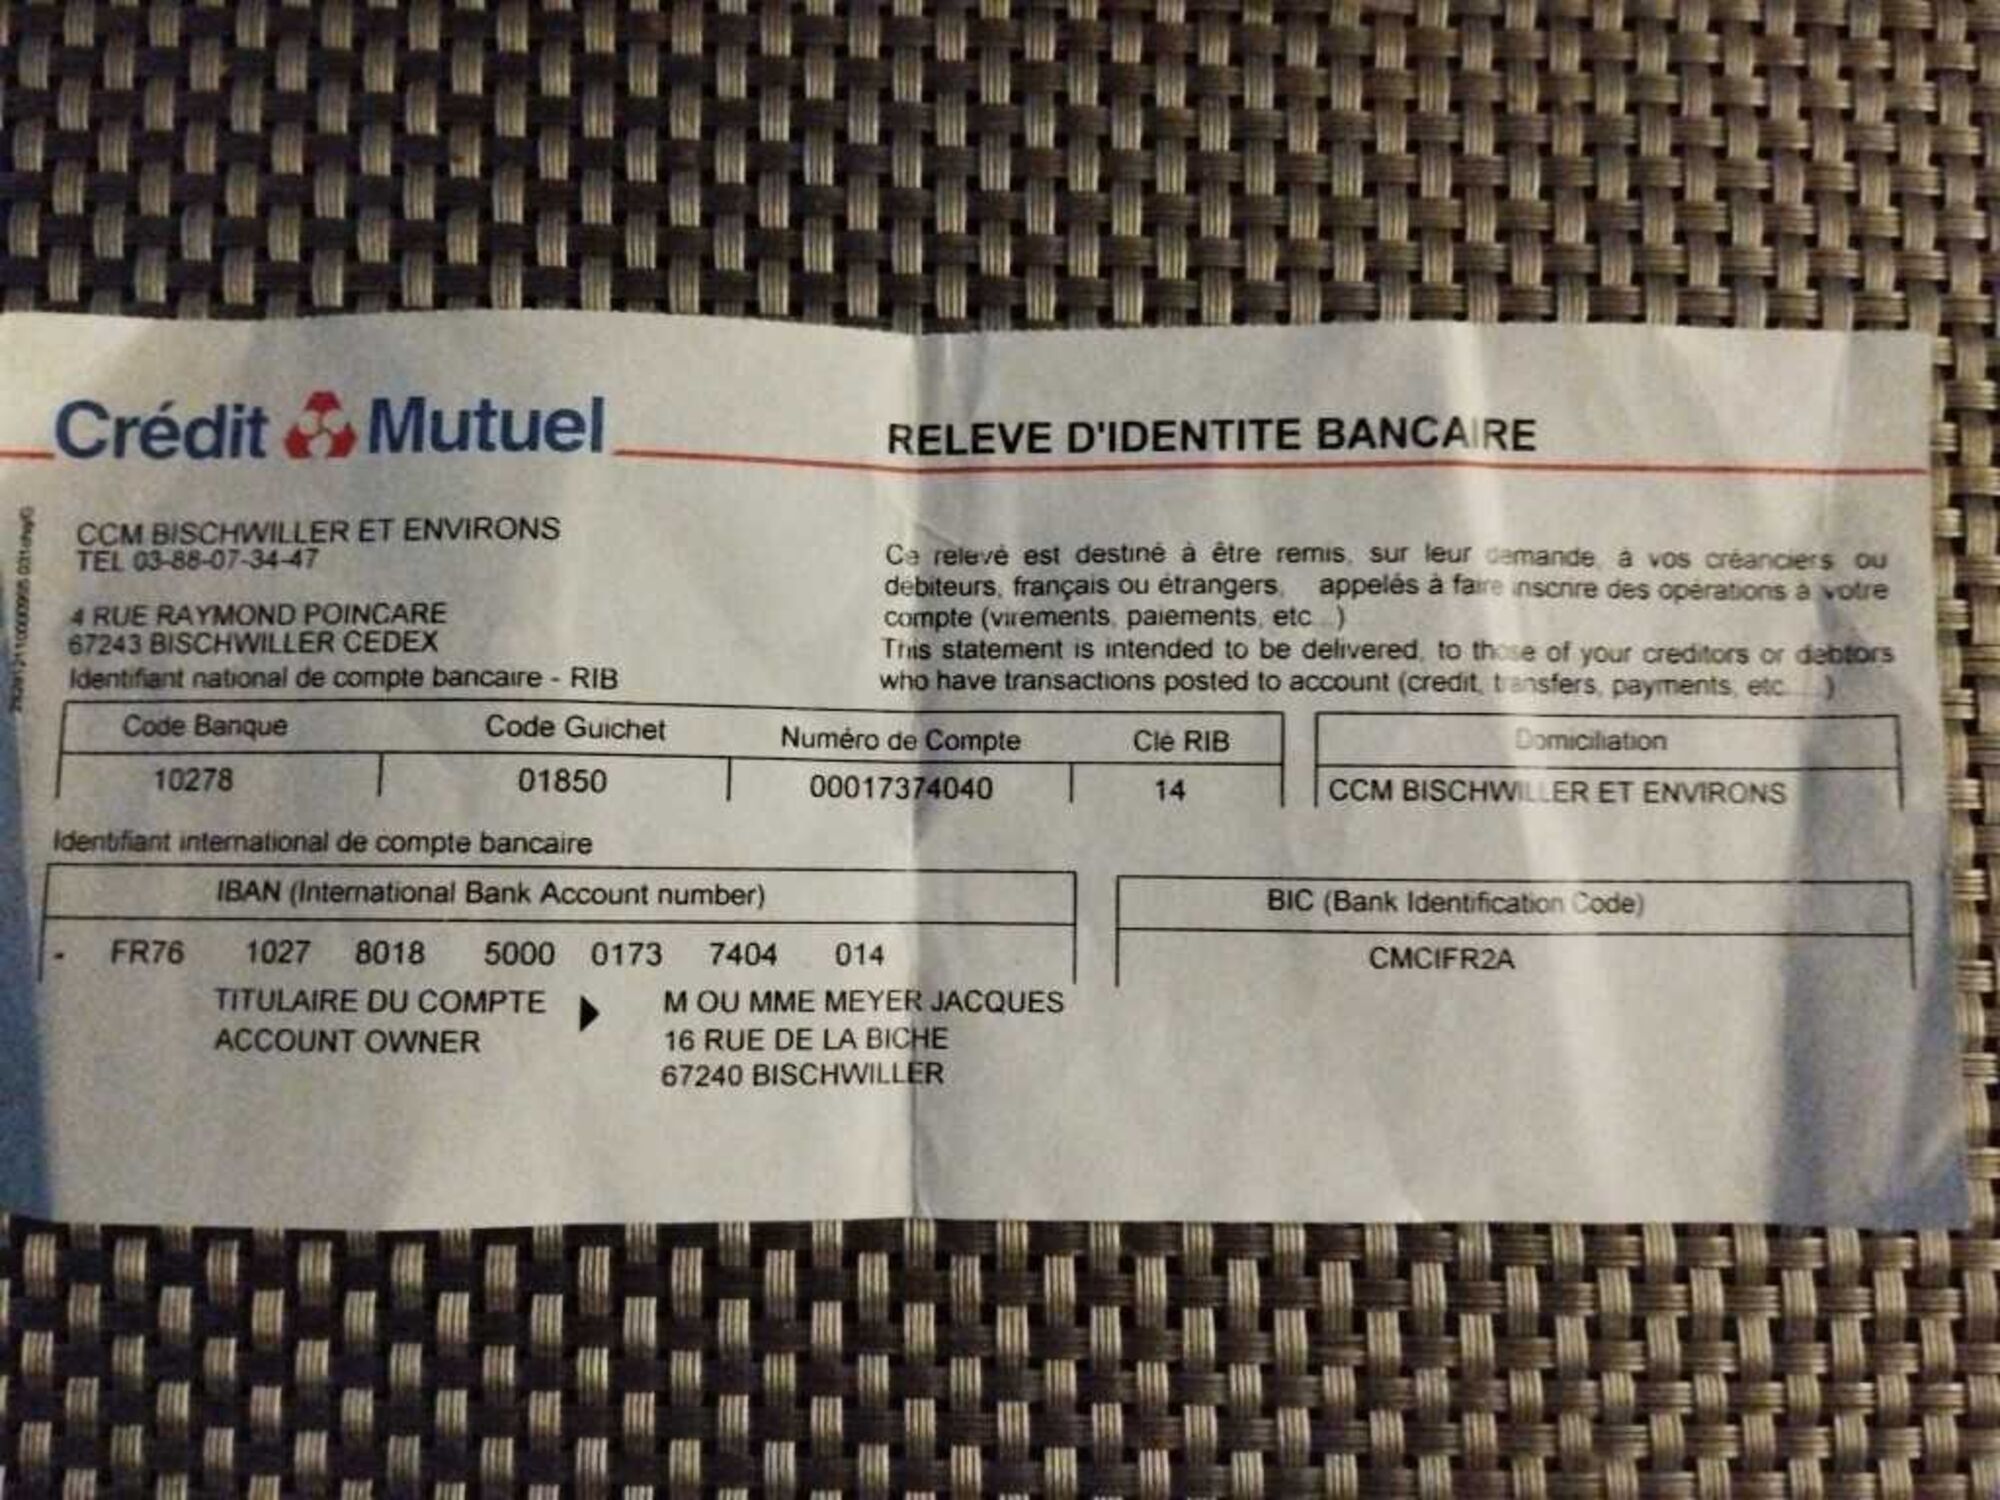 Crédit Mutuel
RELEVE D'IDENTITE BANCAIRE
CCM BISCHWILLER ET ENVIRONS
TEL 03-88-07-34-47
4 RUE RAYMOND POINCARE
67243 BISCHWILLER CEDEX
Ce relevé est destiné à être remis, sur leur demande, à vos créanciers ou
débiteurs, français ou étrangers, appelés à faire inscrire des opérations à votre
compte (virements, paiements, etc...)
This statement is intended to be delivered, to those of your creditors or debtors
who have transactions posted to account (credit, transfers, payments, etc...)
Identifiant national de compte bancaire - RIB
Code Banque Code Guichet Numéro de Compte Clé RIB Domiciliation
10278 01850 00017374040 14 CCM BISCHWILLER ET ENVIRONS
Identifiant international de compte bancaire
IBAN (International Bank Account number) BIC (Bank Identification Code)
- FR76 1027 8018 5000 0173 7404 014 CMCIFR2A
TITULAIRE DU COMPTE M OU MME MEYER JACQUES
ACCOUNT OWNER 16 RUE DE LA BICHE
67240 BISCHWILLER